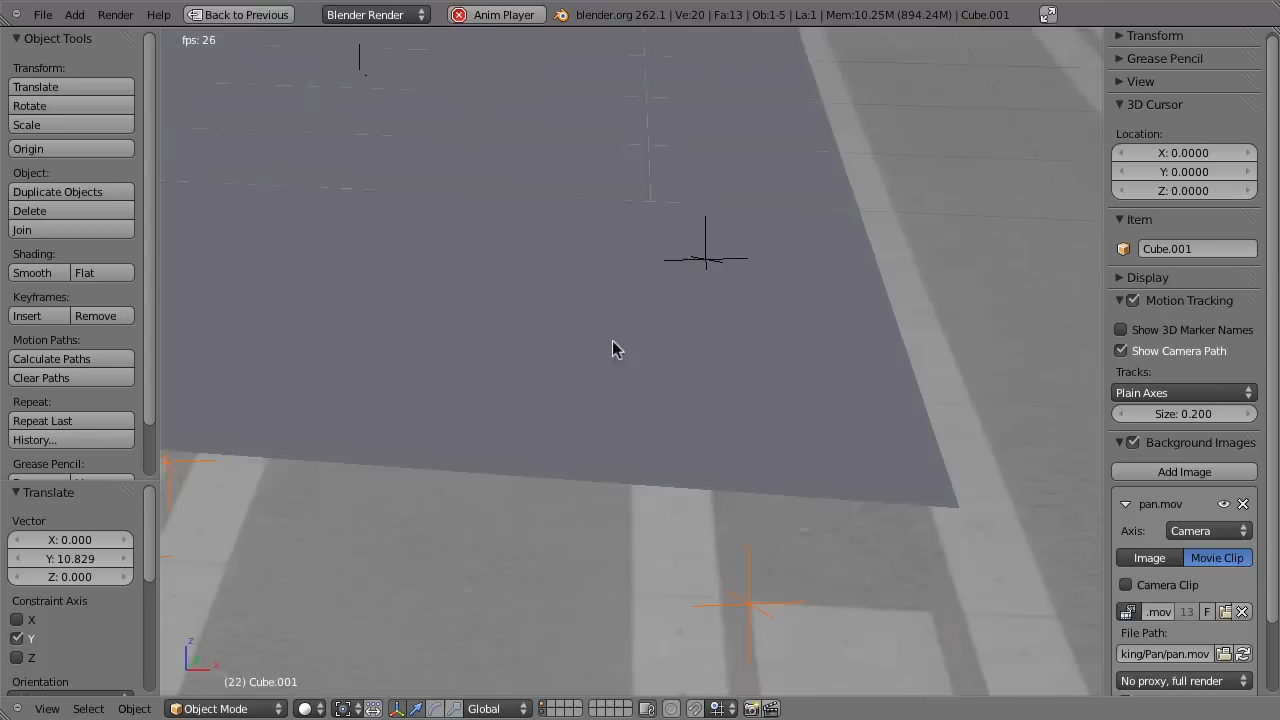 File Add Render Help Back to Previous Blender Render Anim Player blender.org 262.1 | Ve:20 | Fa:13 | Ob:1-5 | La:1 | Mem:10.25M (894.24M) | Cube.001
Object Tools
Transform:
Translate
Rotate
Scale
Origin
Object:
Duplicate Objects
Delete
Join
Shading:
Smooth Flat
Keyframes:
Insert Remove
Motion Paths:
Calculate Paths
Clear Paths
Repeat:
Repeat Last
History...
Grease Pencil:
Translate
Vector
X: 0.000
Y: 10.829
Z: 0.000
Constraint Axis
X
Y
Z
Orientation
fps: 26
z
x
(22) Cube.001
Transform
Grease Pencil
View
3D Cursor
Location:
X: 0.0000
Y: 0.0000
Z: 0.0000
Item
Cube.001
Display
Motion Tracking
Show 3D Marker Names
Show Camera Path
Tracks:
Plain Axes
Size: 0.200
Background Images
Add Image
pan.mov
Axis: Camera
Image Movie Clip
Camera Clip
.mov 13 F
File Path:
king/Pan/pan.mov
No proxy, full render
View Select Object Object Mode Global